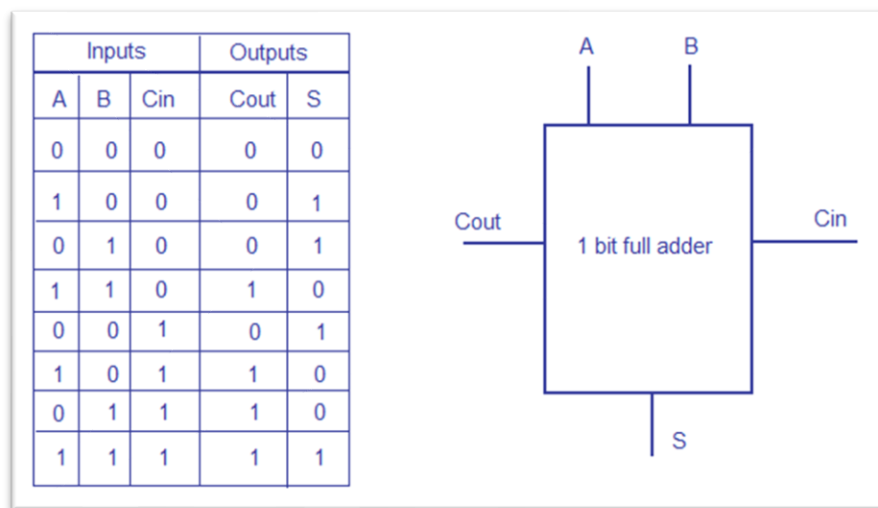 Inputs Outputs
A B Cin Cout S
0 0 0 0 0
1 0 0 0 1
0 1 0 0 1
1 1 0 1 0
0 0 1 0 1
1 0 1 1 0
0 1 1 1 0
1 1 1 1 1
A B
Cout 1 bit full adder Cin
S